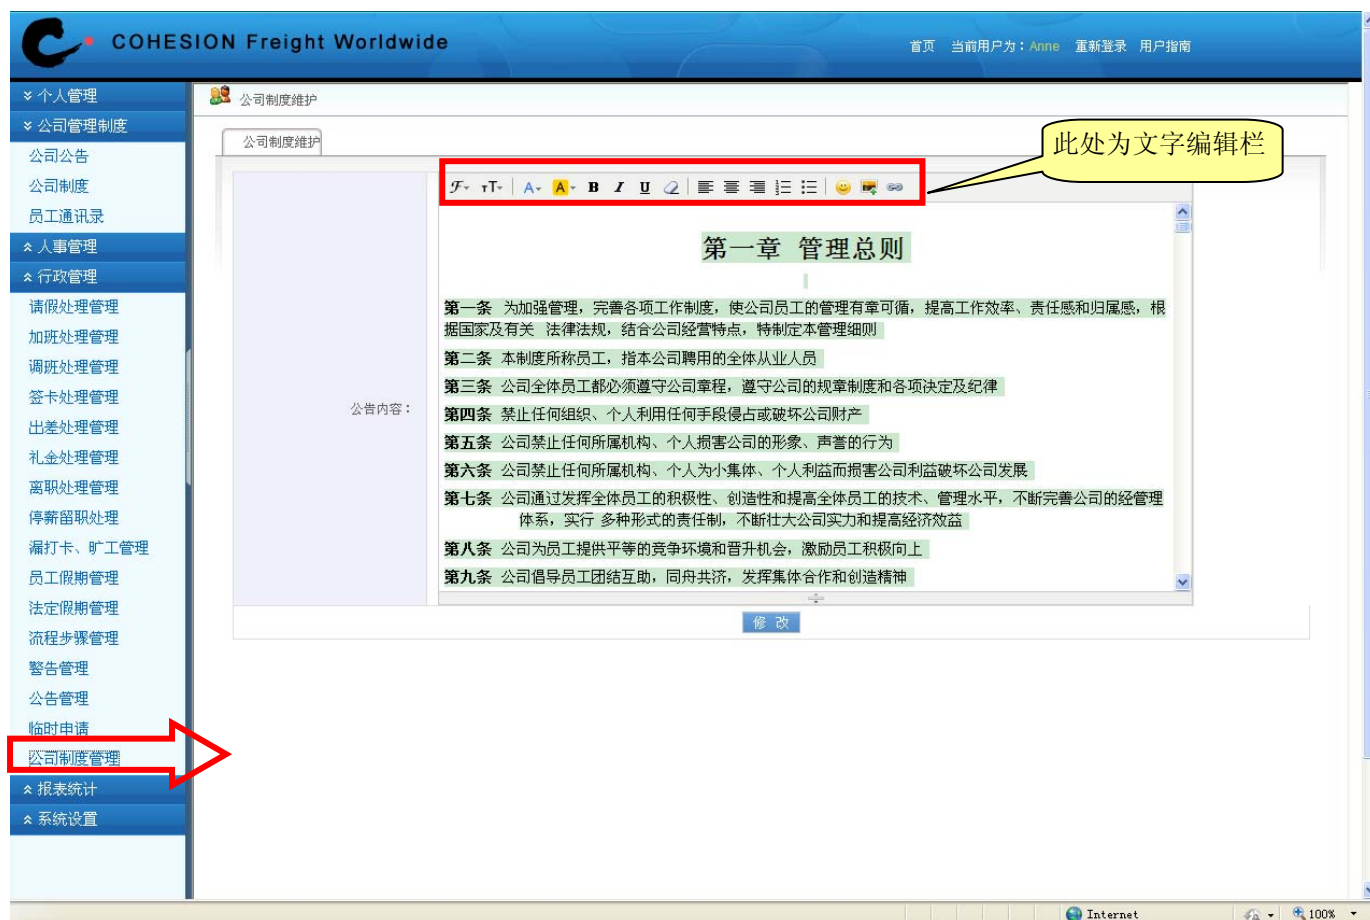 COHESION Freight Worldwide
首页 当前用户为：Anne 重新登录 用户指南
个人管理
公司管理制度
公司公告
公司制度
员工通讯录
人事管理
行政管理
请假处理管理
加班处理管理
调班处理管理
签卡处理管理
出差处理管理
礼金处理管理
离职处理管理
停薪留职处理
漏打卡、旷工管理
员工假期管理
法定假期管理
流程步骤管理
警告管理
公告管理
临时申请
公司制度管理
报表统计
系统设置
公司制度维护
公司制度维护
此处为文字编辑栏
公告内容：
第一章 管理总则
第一条 为加强管理，完善各项工作制度，使公司员工的管理有章可循，提高工作效率、责任感和归属感，根
据国家及有关 法律法规，结合公司经营特点，特制定本管理细则
第二条 本制度所称员工，指本公司聘用的全体从业人员
第三条 公司全体员工都必须遵守公司章程，遵守公司的规章制度和各项决定及纪律
第四条 禁止任何组织、个人利用任何手段侵占或破坏公司财产
第五条 公司禁止任何所属机构、个人损害公司的形象、声誉的行为
第六条 公司禁止任何所属机构、个人为小集体、个人利益而损害公司利益破坏公司发展
第七条 公司通过发挥全体员工的积极性、创造性和提高全体员工的技术、管理水平，不断完善公司的经管理
体系，实行 多种形式的责任制，不断壮大公司实力和提高经济效益
第八条 公司为员工提供平等的竞争环境和晋升机会，激励员工积极向上
第九条 公司倡导员工团结互助，同舟共济，发挥集体合作和创造精神
修 改
Internet
100%